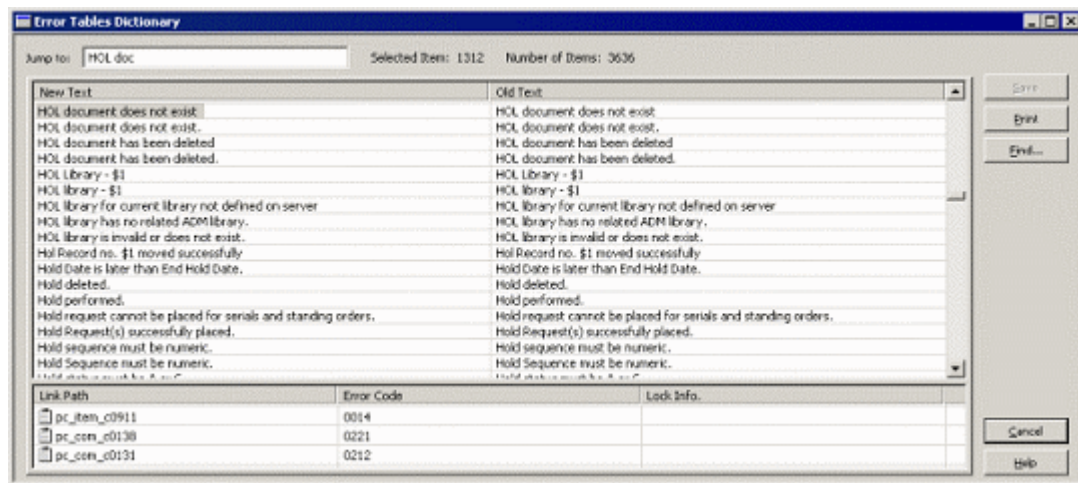 Error Tables Dictionary
Jump to: HOL doc Selected Item: 1312 Number of Items: 3636
New Text Old Text
HOL document does not exist HOL document does not exist
HOL document does not exist. HOL document does not exist.
HOL document has been deleted HOL document has been deleted
HOL document has been deleted. HOL document has been deleted.
HOL Library - $1 HOL Library - $1
HOL library - $1 HOL library - $1
HOL library for current library not defined on server HOL library for current library not defined on server
HOL library has no related ADM library. HOL library has no related ADM library.
HOL library is invalid or does not exist. HOL library is invalid or does not exist.
Hol Record no. $1 moved successfully Hol Record no. $1 moved successfully
Hold Date is later than End Hold Date. Hold Date is later than End Hold Date.
Hold deleted. Hold deleted.
Hold performed. Hold performed.
Hold request cannot be placed for serials and standing orders. Hold request cannot be placed for serials and standing orders.
Hold Request(s) successfully placed. Hold Request(s) successfully placed.
Hold sequence must be numeric. Hold sequence must be numeric.
Hold Sequence must be numeric. Hold Sequence must be numeric.
Link Path Error Code Lock Info.
pc_item_c0911 0014
pc_com_c0138 0221
pc_com_c0131 0212
Save
Print
Find...
Cancel
Help